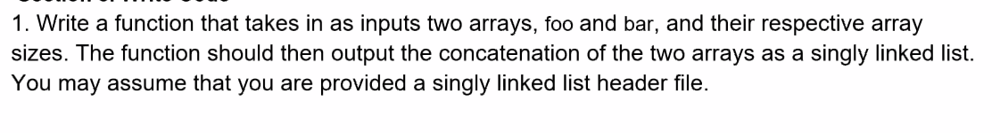 1. Write a function that takes in as inputs two arrays, foo and bar, and their respective array
sizes. The function should then output the concatenation of the two arrays as a singly linked list.
You may assume that you are provided a singly linked list header file.